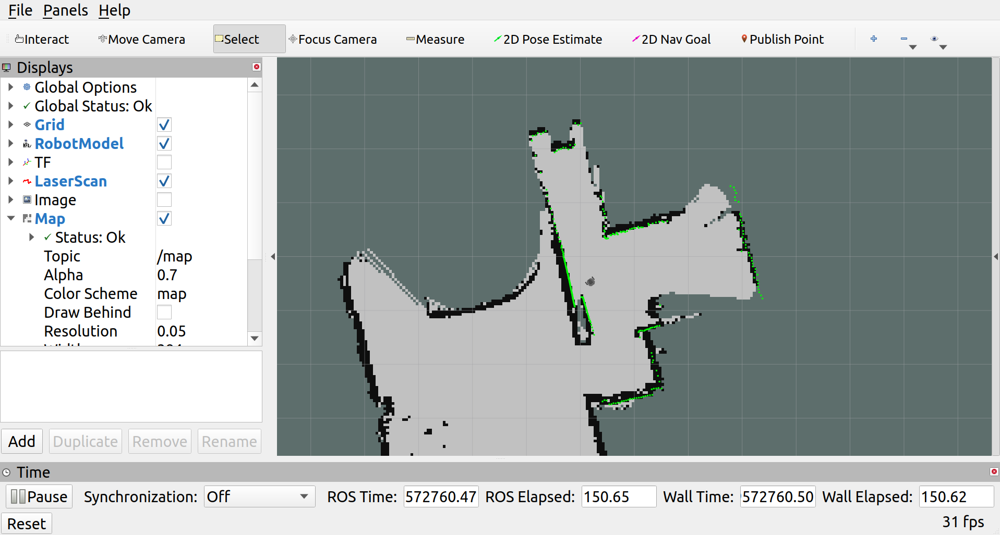 File Panels Help
Interact Move Camera Select Focus Camera Measure 2D Pose Estimate 2D Nav Goal Publish Point
Displays
Global Options
Global Status: Ok
Grid
RobotModel
TF
LaserScan
Image
Map
Status: Ok
Topic /map
Alpha 0.7
Color Scheme map
Draw Behind
Resolution 0.05
Add Duplicate Remove Rename
Time
Pause Synchronization: Off ROS Time: 572760.47 ROS Elapsed: 150.65 Wall Time: 572760.50 Wall Elapsed: 150.62
Reset 31 fps